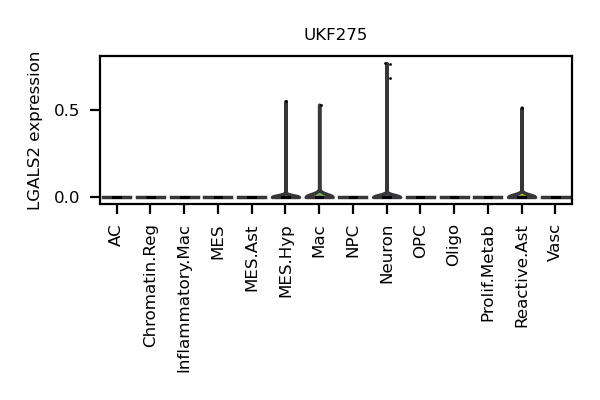 UKF275
LGALS2 expression
0.5
0.0
AC
Chromatin.Reg
Inflammatory.Mac
MES
MES.Ast
MES.Hyp
Mac
NPC
Neuron
OPC
Oligo
Prolif.Metab
Reactive.Ast
Vasc